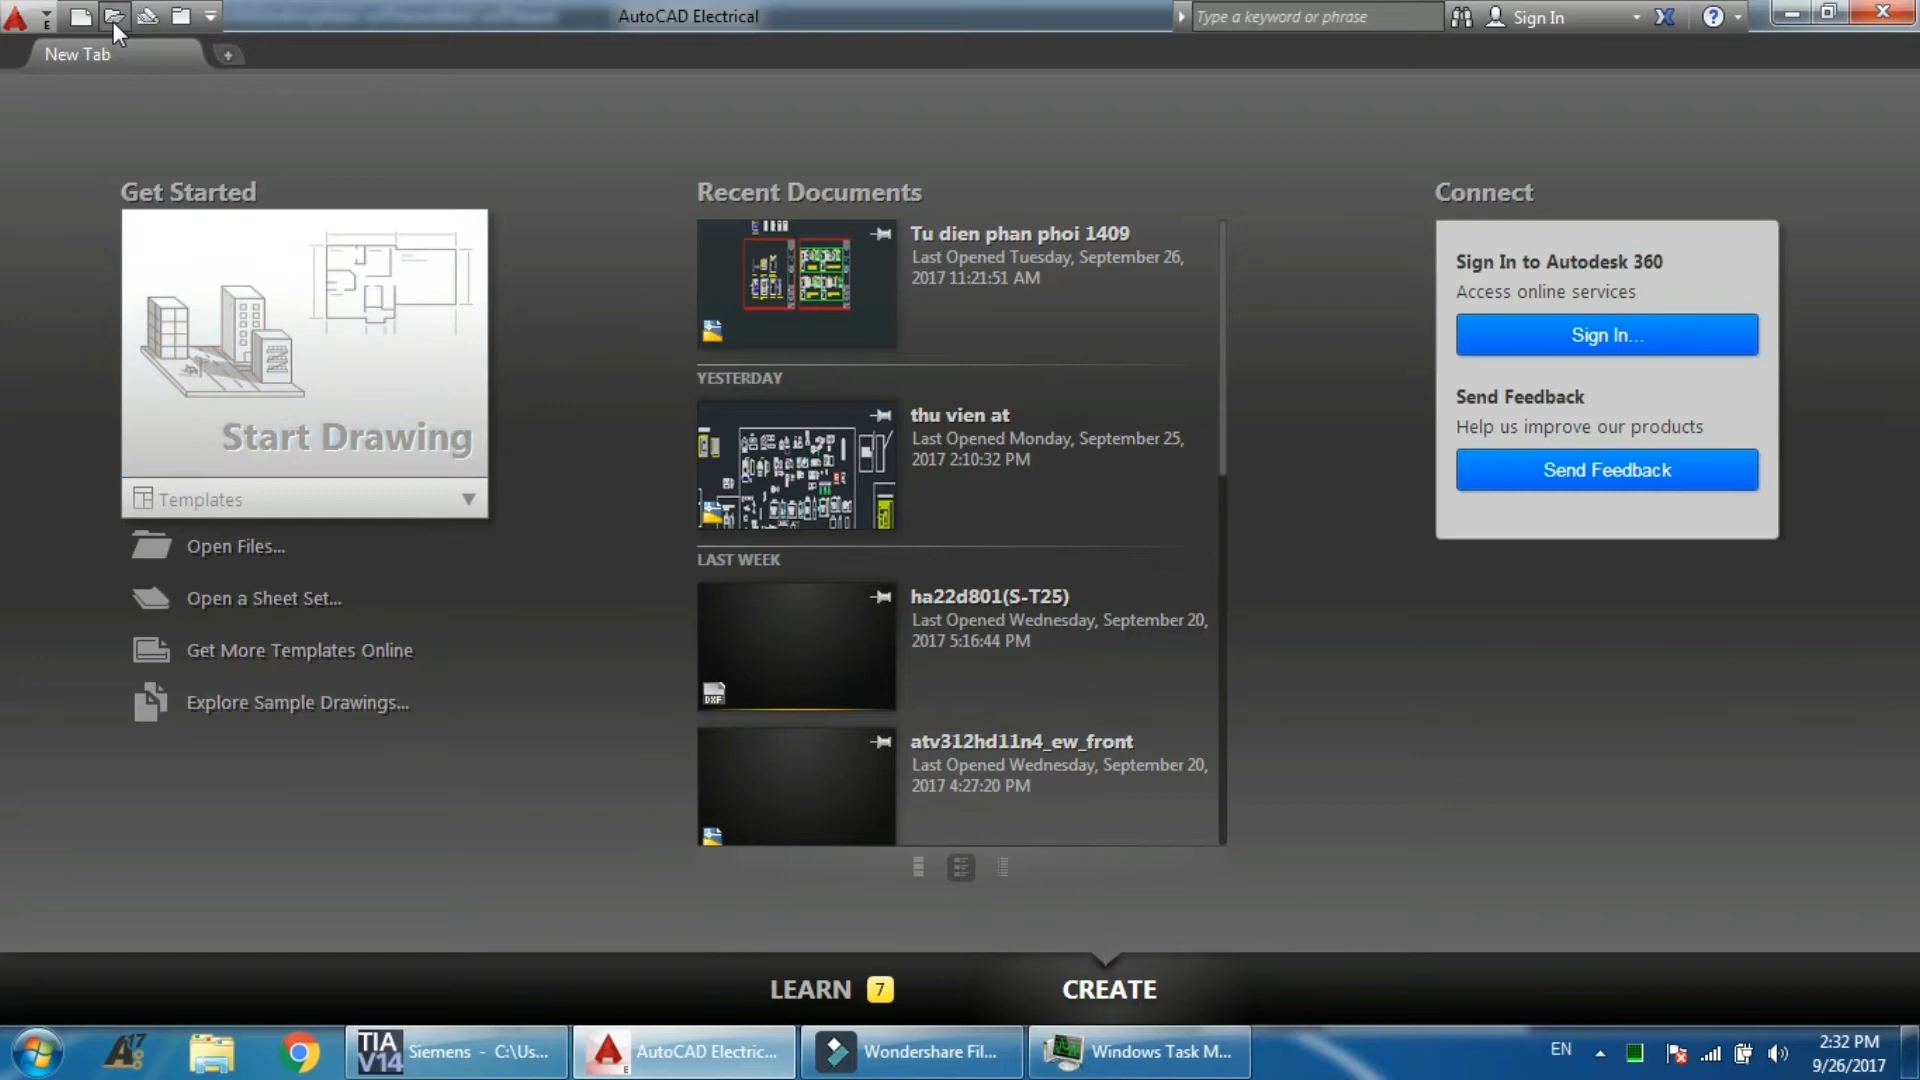 AutoCAD Electrical
Type a keyword or phrase
Sign In
New Tab
Get Started
Start Drawing
Templates
Open Files...
Open a Sheet Set...
Get More Templates Online
Explore Sample Drawings...
Recent Documents
Tu dien phan phoi 1409
Last Opened Tuesday, September 26,
2017 11:21:51 AM
YESTERDAY
thu vien at
Last Opened Monday, September 25,
2017 2:10:32 PM
LAST WEEK
ha22d801(S-T25)
Last Opened Wednesday, September 20,
2017 5:16:44 PM
DXF
atv312hd11n4_ew_front
Last Opened Wednesday, September 20,
2017 4:27:20 PM
Connect
Sign In to Autodesk 360
Access online services
Sign In...
Send Feedback
Help us improve our products
Send Feedback
LEARN 7
CREATE
TIA
V14
Siemens - C:\Us...
AutoCAD Electric...
Wondershare Fil...
Windows Task M...
EN
2:32 PM
9/26/2017